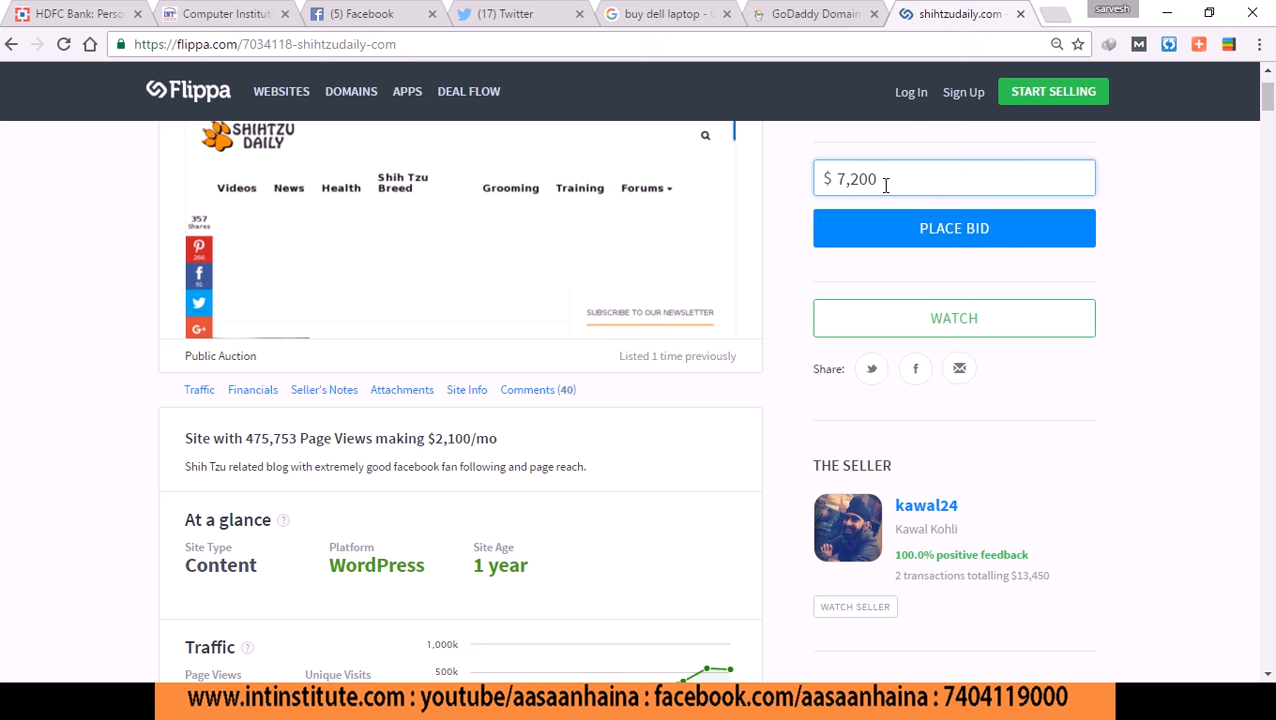 HDFC Bank: Perso
Computer Institut
(5) Facebook
(17) Twitter
buy dell laptop - G
GoDaddy Domain
shihtzudaily.com -
sarvesh
https://flippa.com/7034118-shihtzudaily-com
Flippa
WEBSITES
DOMAINS
APPS
DEAL FLOW
Log In
Sign Up
START SELLING
SHIHTZU
DAILY
Videos
News
Health
Shih Tzu
Breed
Grooming
Training
Forums
357
Shares
266
91
G+
SUBSCRIBE TO OUR NEWSLETTER
Public Auction
Listed 1 time previously
$ 7,200
PLACE BID
WATCH
Share:
Traffic
Financials
Seller's Notes
Attachments
Site Info
Comments (40)
Site with 475,753 Page Views making $2,100/mo
Shih Tzu related blog with extremely good facebook fan following and page reach.
At a glance ?
Site Type
Platform
Site Age
Content
WordPress
1 year
Traffic ?
Page Views
Unique Visits
1,000k
500k
THE SELLER
kawal24
Kawal Kohli
100.0% positive feedback
2 transactions totalling $13,450
WATCH SELLER
www.intinstitute.com : youtube/aasaanhaina : facebook.com/aasaanhaina : 7404119000